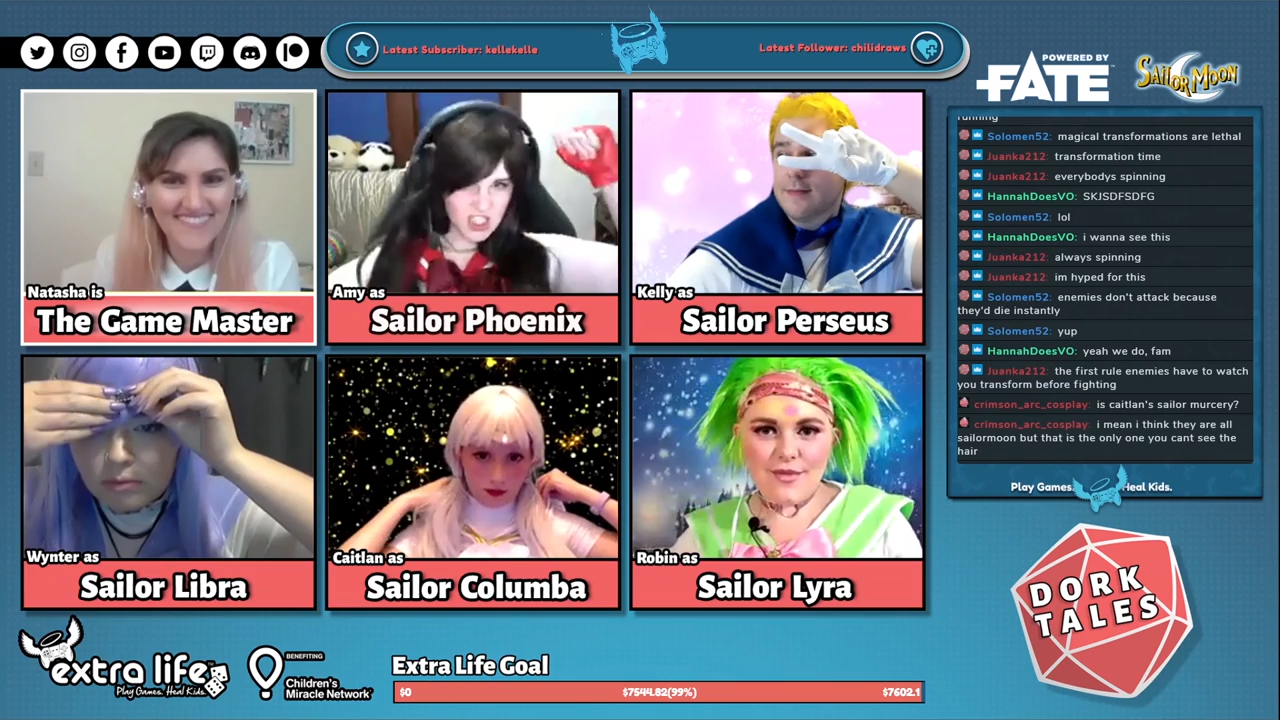 Latest Subscriber: kellekelle
Latest Follower: chilidraws
POWERED BY
FATE
SAILOR MOON
Natasha is
The Game Master
Amy as
Sailor Phoenix
Kelly as
Sailor Perseus
Wynter as
Sailor Libra
Caitlan as
Sailor Columba
Robin as
Sailor Lyra
running
Solomen52: magical transformations are lethal
Juanka212: transformation time
Juanka212: everybodys spinning
HannahDoesVO: SKJSDFSDFG
Solomen52: lol
HannahDoesVO: i wanna see this
Juanka212: always spinning
Juanka212: im hyped for this
Solomen52: enemies don't attack because
they'd die instantly
Solomen52: yup
HannahDoesVO: yeah we do, fam
Juanka212: the first rule enemies have to watch
you transform before fighting
crimson_arc_cosplay: is caitlan's sailor murcery?
crimson_arc_cosplay: i mean i think they are all
sailormoon but that is the only one you cant see the
hair
Play Games. Heal Kids.
DORK
TALES
extra life
Play Games. Heal Kids.
BENEFITING
Children's
Miracle Network
Extra Life Goal
$0 $7544.82(99%) $7602.1